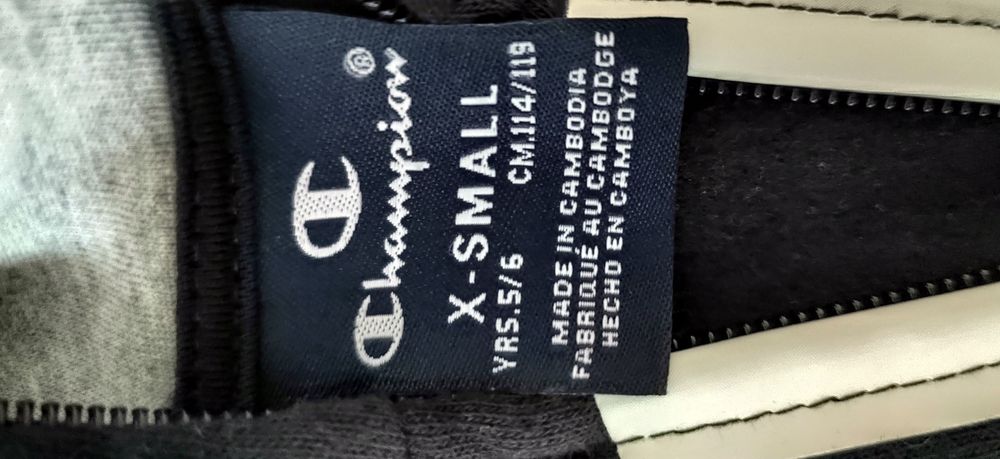 Champion®
X-SMALL
YRS.5/6 CM.114/119
MADE IN CAMBODIA
FABRIQUÉ AU CAMBODGE
HECHO EN CAMBOYA